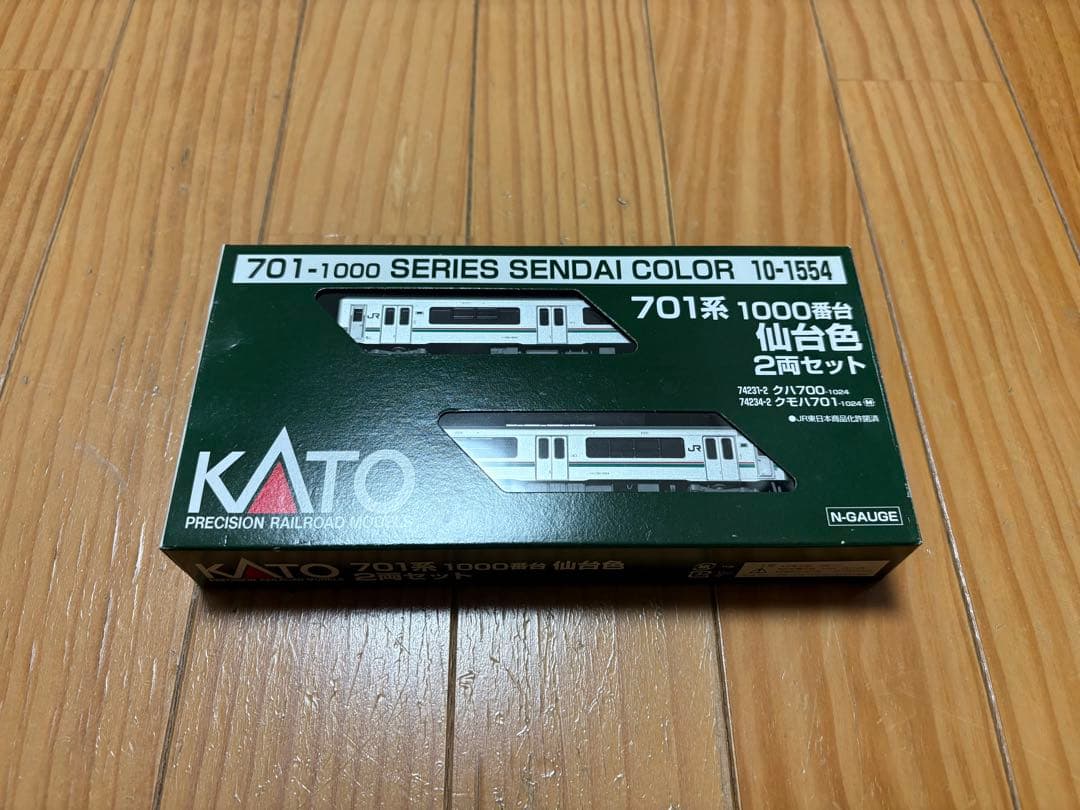 701-1000 SERIES SENDAI COLOR 10-1554
701系 1000番台
仙台色
2両セット
74231-2 クハ700-1024
74234-2 クモハ701-1024 M
●JR東日本商品化許諾済
JR
JR
KATO
PRECISION RAILROAD MODELS
N-GAUGE
KATO 701系 1000番台 仙台色
2両セット